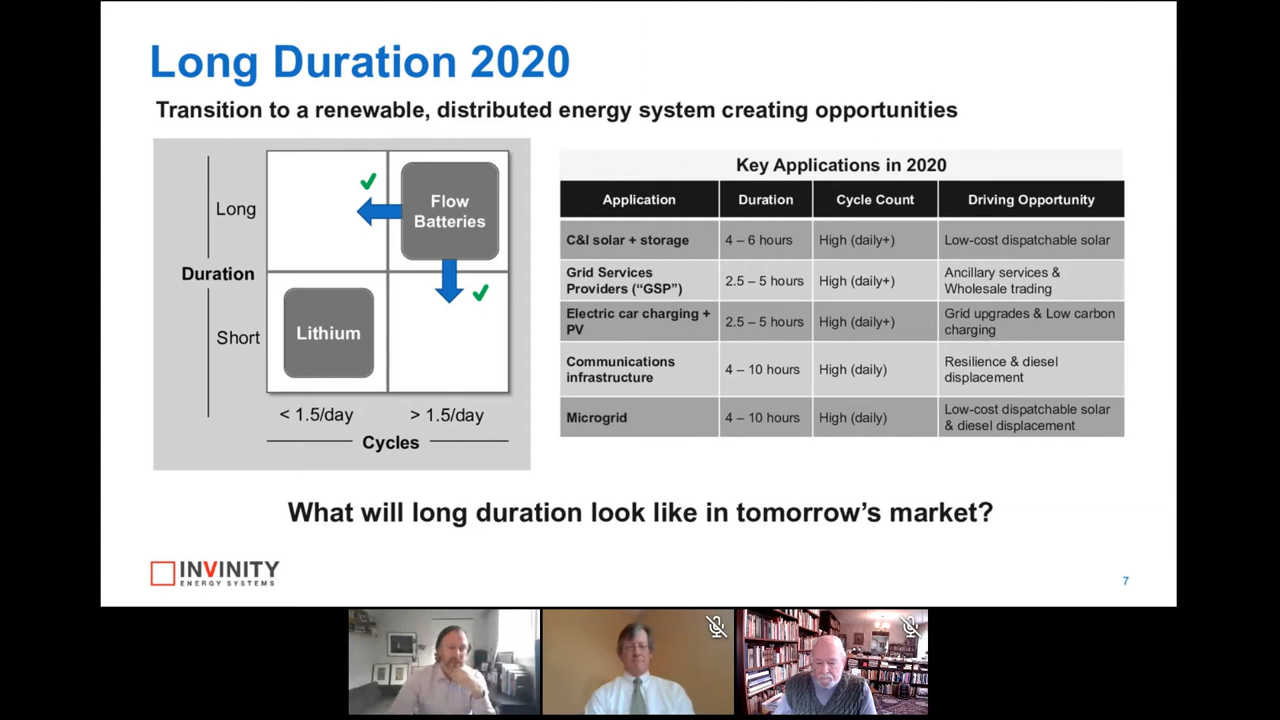 Long Duration 2020
Transition to a renewable, distributed energy system creating opportunities
Long
Duration
Short
Flow
Batteries
Lithium
< 1.5/day
> 1.5/day
Cycles
Key Applications in 2020
Application Duration Cycle Count Driving Opportunity
C&I solar + storage 4 – 6 hours High (daily+) Low-cost dispatchable solar
Grid Services
Providers (“GSP”) 2.5 – 5 hours High (daily+) Ancillary services &
Wholesale trading
Electric car charging +
PV 2.5 – 5 hours High (daily+) Grid upgrades & Low carbon
charging
Communications
infrastructure 4 – 10 hours High (daily) Resilience & diesel
displacement
Microgrid 4 – 10 hours High (daily) Low-cost dispatchable solar
& diesel displacement
What will long duration look like in tomorrow’s market?
INVINITY
ENERGY SYSTEMS
7